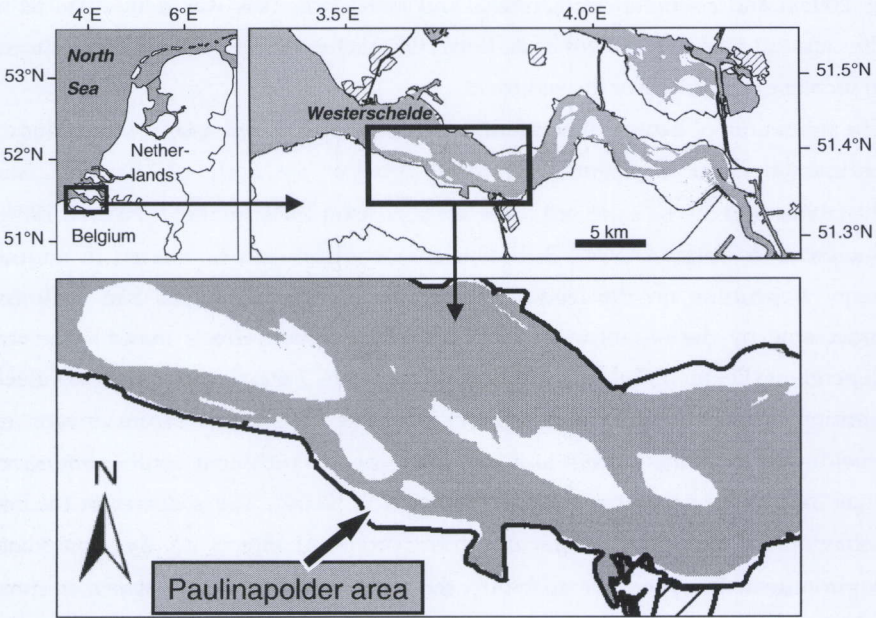 4°E
6°E
3.5°E
4.0°E
North
Sea
53°N
Nether-
lands
52°N
Belgium
51°N
Westerschelde
5 km
51.5°N
51.4°N
51.3°N
N
Paulinapolder area